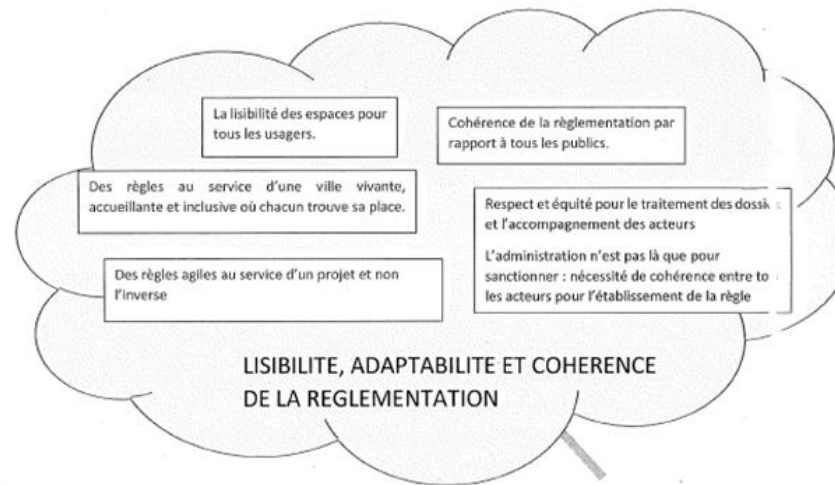 La lisibilité des espaces pour
tous les usagers.
Cohérence de la règlementation par
rapport à tous les publics.
Des règles au service d'une ville vivante,
accueillante et inclusive où chacun trouve sa place.
Respect et équité pour le traitement des
et l'accompagnement des acteurs
L'administration n'est pas là que pour
sanctionner : nécessité de cohérence entre
les acteurs pour l'établissement de la règle
Des règles agiles au service d'un projet et non
l'inverse
LISIBILITE, ADAPTABILITE ET COHERENCE
DE LA REGLEMENTATION